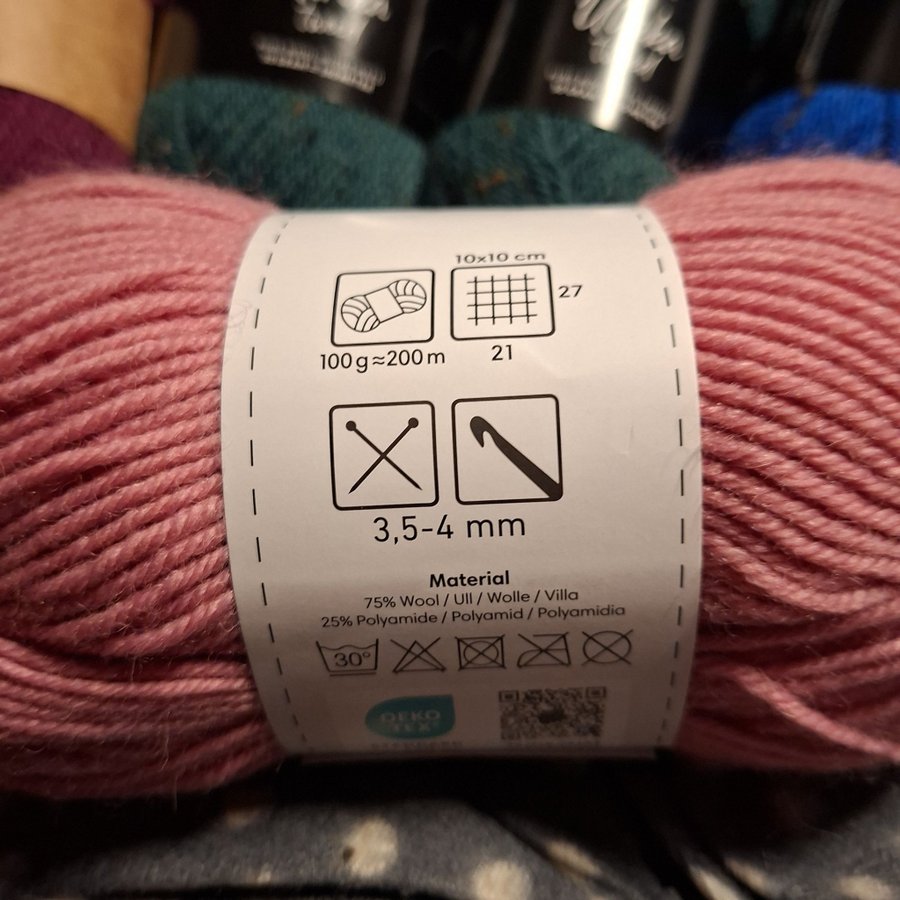 10x10 cm
27
100g≈200m
21
3,5-4 mm
Material
75% Wool / Ull / Wolle / Villa
25% Polyamide / Polyamid / Polyamidia
30°
OEKO
TEX